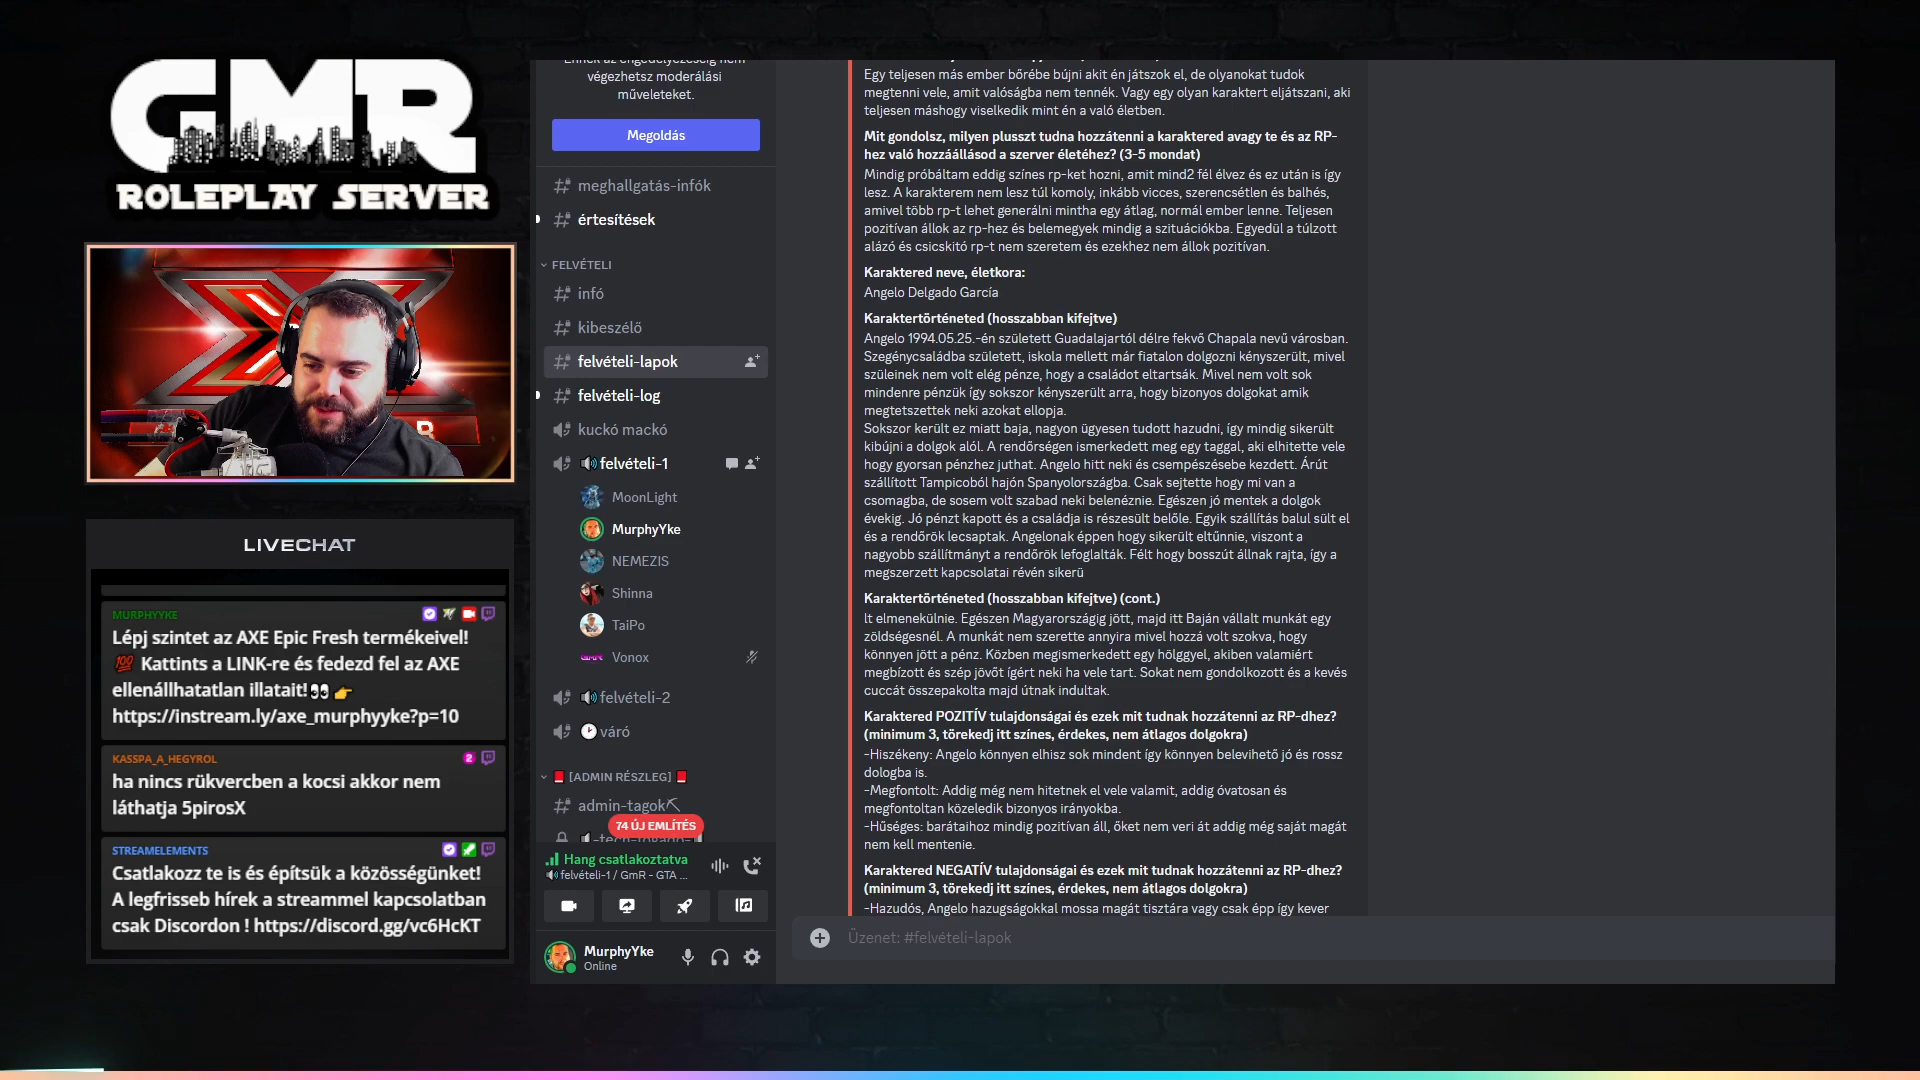 GMR
ROLEPLAY SERVER
LIVECHAT
MURPHYYKE
Lépj szintet az AXE Epic Fresh termékeivel!
💯 Kattints a LINK-re és fedezd fel az AXE
ellenállhatatlan illatait!👀 👉
https://instream.ly/axe_murphyyke?p=10
KASSPA_A_HEGYROL
2
ha nincs rükvercben a kocsi akkor nem
láthatja 5pirosX
STREAMELEMENTS
Csatlakozz te is és építsük a közösségünket!
A legfrisseb hírek a streammel kapcsolatban
csak Discordon ! https://discord.gg/vc6HcKT
Ennek az engedélyezéséig nem
végezhetsz moderálási
műveleteket.
Megoldás
meghallgatás-infók
értesítések
FELVÉTELI
infó
kibeszélő
felvételi-lapok
felvételi-log
kuckó mackó
🔊felvételi-1
MoonLight
MurphyYke
NEMEZIS
Shinna
TaiPo
Vonox
🔊felvételi-2
🕑váró
[ADMIN RÉSZLEG]
admin-tagok⛏
74 ÚJ EMLÍTÉS
Hang csatlakoztatva
🔊felvételi-1 / GmR - GTA ...
MurphyYke
Online
Egy teljesen más ember bőrébe bújni akit én játszok el, de olyanokat tudok
megtenni vele, amit valóságba nem tennék. Vagy egy olyan karaktert eljátszani, aki
teljesen máshogy viselkedik mint én a való életben.
Mit gondolsz, milyen plusszt tudna hozzátenni a karaktered avagy te és az RP-
hez való hozzáállásod a szerver életéhez? (3-5 mondat)
Mindig próbáltam eddig színes rp-ket hozni, amit mind2 fél élvez és ez után is így
lesz. A karakterem nem lesz túl komoly, inkább vicces, szerencsétlen és balhés,
amivel több rp-t lehet generálni mintha egy átlag, normál ember lenne. Teljesen
pozitívan állok az rp-hez és belemegyek mindig a szituációkba. Egyedül a túlzott
alázó és csicskitó rp-t nem szeretem és ezekhez nem állok pozitívan.
Karaktered neve, életkora:
Angelo Delgado García
Karaktertörténeted (hosszabban kifejtve)
Angelo 1994.05.25.-én született Guadalajartól délre fekvő Chapala nevű városban.
Szegénycsaládba született, iskola mellett már fiatalon dolgozni kényszerült, mivel
szüleinek nem volt elég pénze, hogy a családot eltartsák. Mivel nem volt sok
mindenre pénzük így sokszor kényszerült arra, hogy bizonyos dolgokat amik
megtetszettek neki azokat ellopja.
Sokszor került ez miatt baja, nagyon ügyesen tudott hazudni, így mindig sikerült
kibújni a dolgok alól. A rendőrségen ismerkedett meg egy taggal, aki elhitette vele
hogy gyorsan pénzhez juthat. Angelo hitt neki és csempészésebe kezdett. Árút
szállított Tampicoból hajón Spanyolországba. Csak sejtette hogy mi van a
csomagba, de sosem volt szabad neki belenéznie. Egészen jó mentek a dolgok
évekig. Jó pénzt kapott és a családja is részesült belőle. Egyik szállítás balul sült el
és a rendőrök lecsaptak. Angelonak éppen hogy sikerült eltűnnie, viszont a
nagyobb szállítmányt a rendőrök lefoglalták. Félt hogy bosszút állnak rajta, így a
megszerzett kapcsolatai révén sikerü
Karaktertörténeted (hosszabban kifejtve) (cont.)
lt elmenekülnie. Egészen Magyarországig jött, majd itt Baján vállalt munkát egy
zöldségesnél. A munkát nem szerette annyira mivel hozzá volt szokva, hogy
könnyen jött a pénz. Közben megismerkedett egy hölggyel, akiben valamiért
megbízott és szép jövőt ígért neki ha vele tart. Sokat nem gondolkozott és a kevés
cuccát összepakolta majd útnak indultak.
Karaktered POZITÍV tulajdonságai és ezek mit tudnak hozzátenni az RP-dhez?
(minimum 3, törekedj itt színes, érdekes, nem átlagos dolgokra)
-Hiszékeny: Angelo könnyen elhisz sok mindent így könnyen belevihető jó és rossz
dologba is.
-Megfontolt: Addig még nem hitetnek el vele valamit, addig óvatosan és
megfontoltan közeledik bizonyos irányokba.
-Hűséges: barátaihoz mindig pozitívan áll, őket nem veri át addig még saját magát
nem kell mentenie.
Karaktered NEGATÍV tulajdonságai és ezek mit tudnak hozzátenni az RP-dhez?
(minimum 3, törekedj itt színes, érdekes, nem átlagos dolgokra)
-Hazudós, Angelo hazugságokkal mossa magát tisztára vagy csak épp így kever
Üzenet: #felvételi-lapok